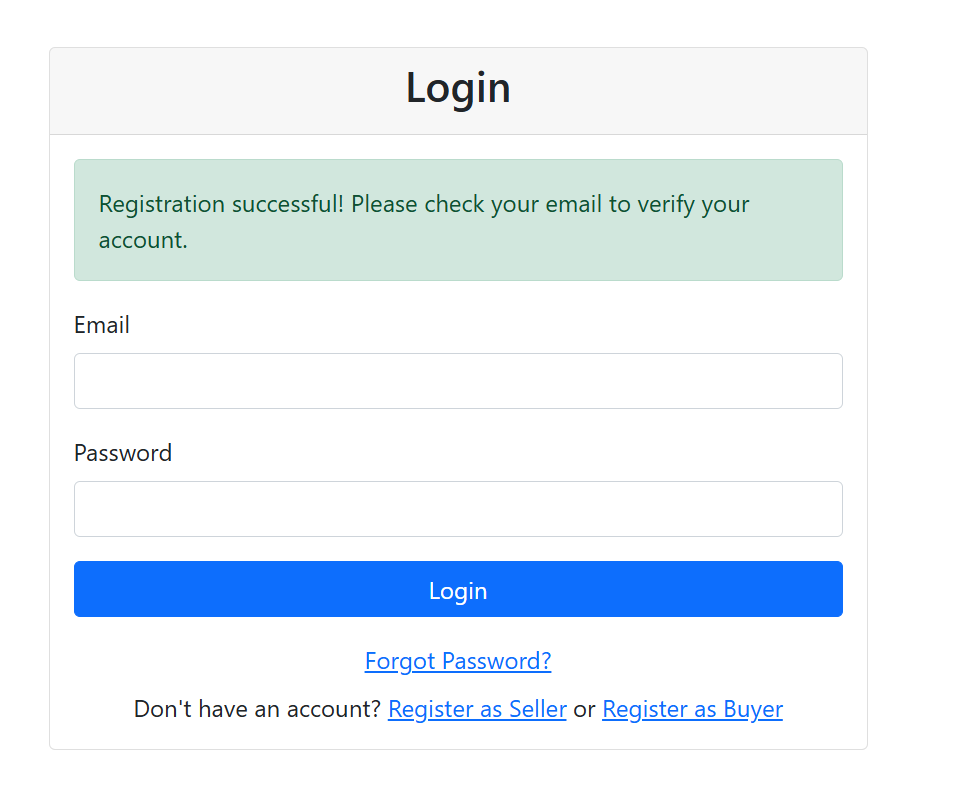 Login
Registration successful! Please check your email to verify your
account.
Email
Password
Login
Forgot Password?
Don't have an account? Register as Seller or Register as Buyer